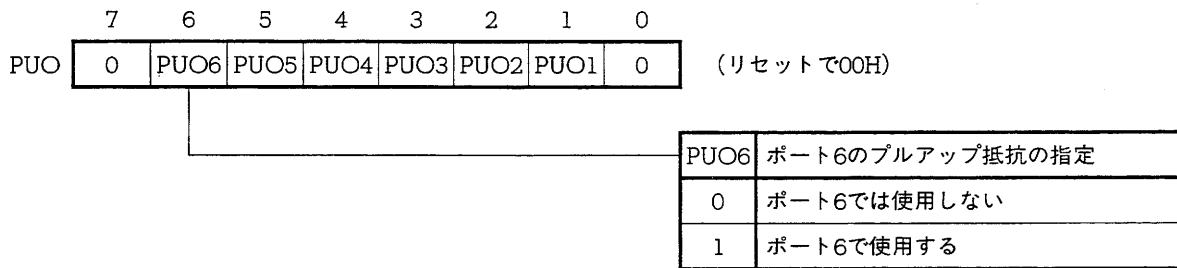 7 6 5 4 3 2 1 0
PUO 0 PUO6 PUO5 PUO4 PUO3 PUO2 PUO1 0 (リセットで00H)
PUO6 ポート6のプルアップ抵抗の指定
0 ポート6では使用しない
1 ポート6で使用する